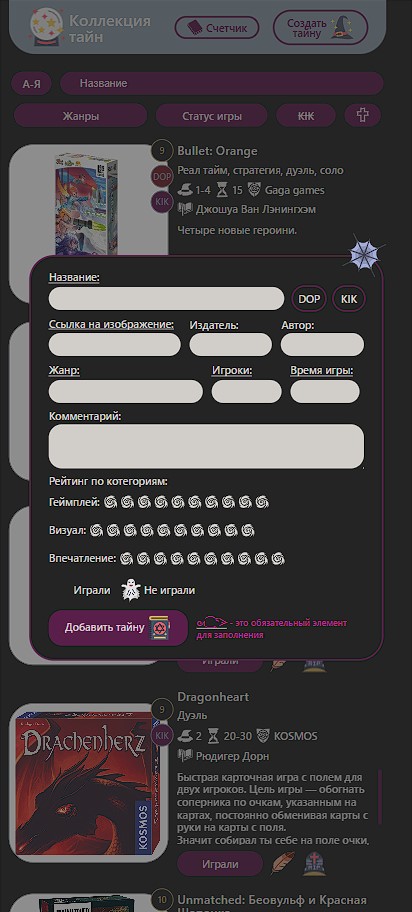 Коллекция
тайн
Счетчик
Создать
тайну
А-Я
Название
Жанры
Статус игры
KIK
9
Bullet: Orange
DOP
Реал тайм, стратегия, дуэль, соло
1-4 15 Gaga games
KIK
Джошуа Ван Лэнингхэм
Четыре новые героини.
Название:
DOP
KIK
Ссылка на изображение: Издатель: Автор:
Жанр: Игроки: Время игры:
Комментарий:
Рейтинг по котегориям:
Геймплей:
Визуал:
Впечатление:
Играли Не играли
Добавить тайну
- это обязательный элемент
для заполнения
Играли
RIP
9
Dragonheart
Дуэль
KIK
2 20-30 KOSMOS
Рюдигер Дорн
DRACHENHERZ
KOSMOS
Быстрая карточная игра с полем для
двух игроков. Цель игры — обогнать
соперника по очкам, указанным на
картах, постоянно обменивая карты с
руки на карты с поля.
Значит собирал ты себе на поле очки,
Играли
RIP
10
Unmatched: Беовульф и Красная
Шапочка